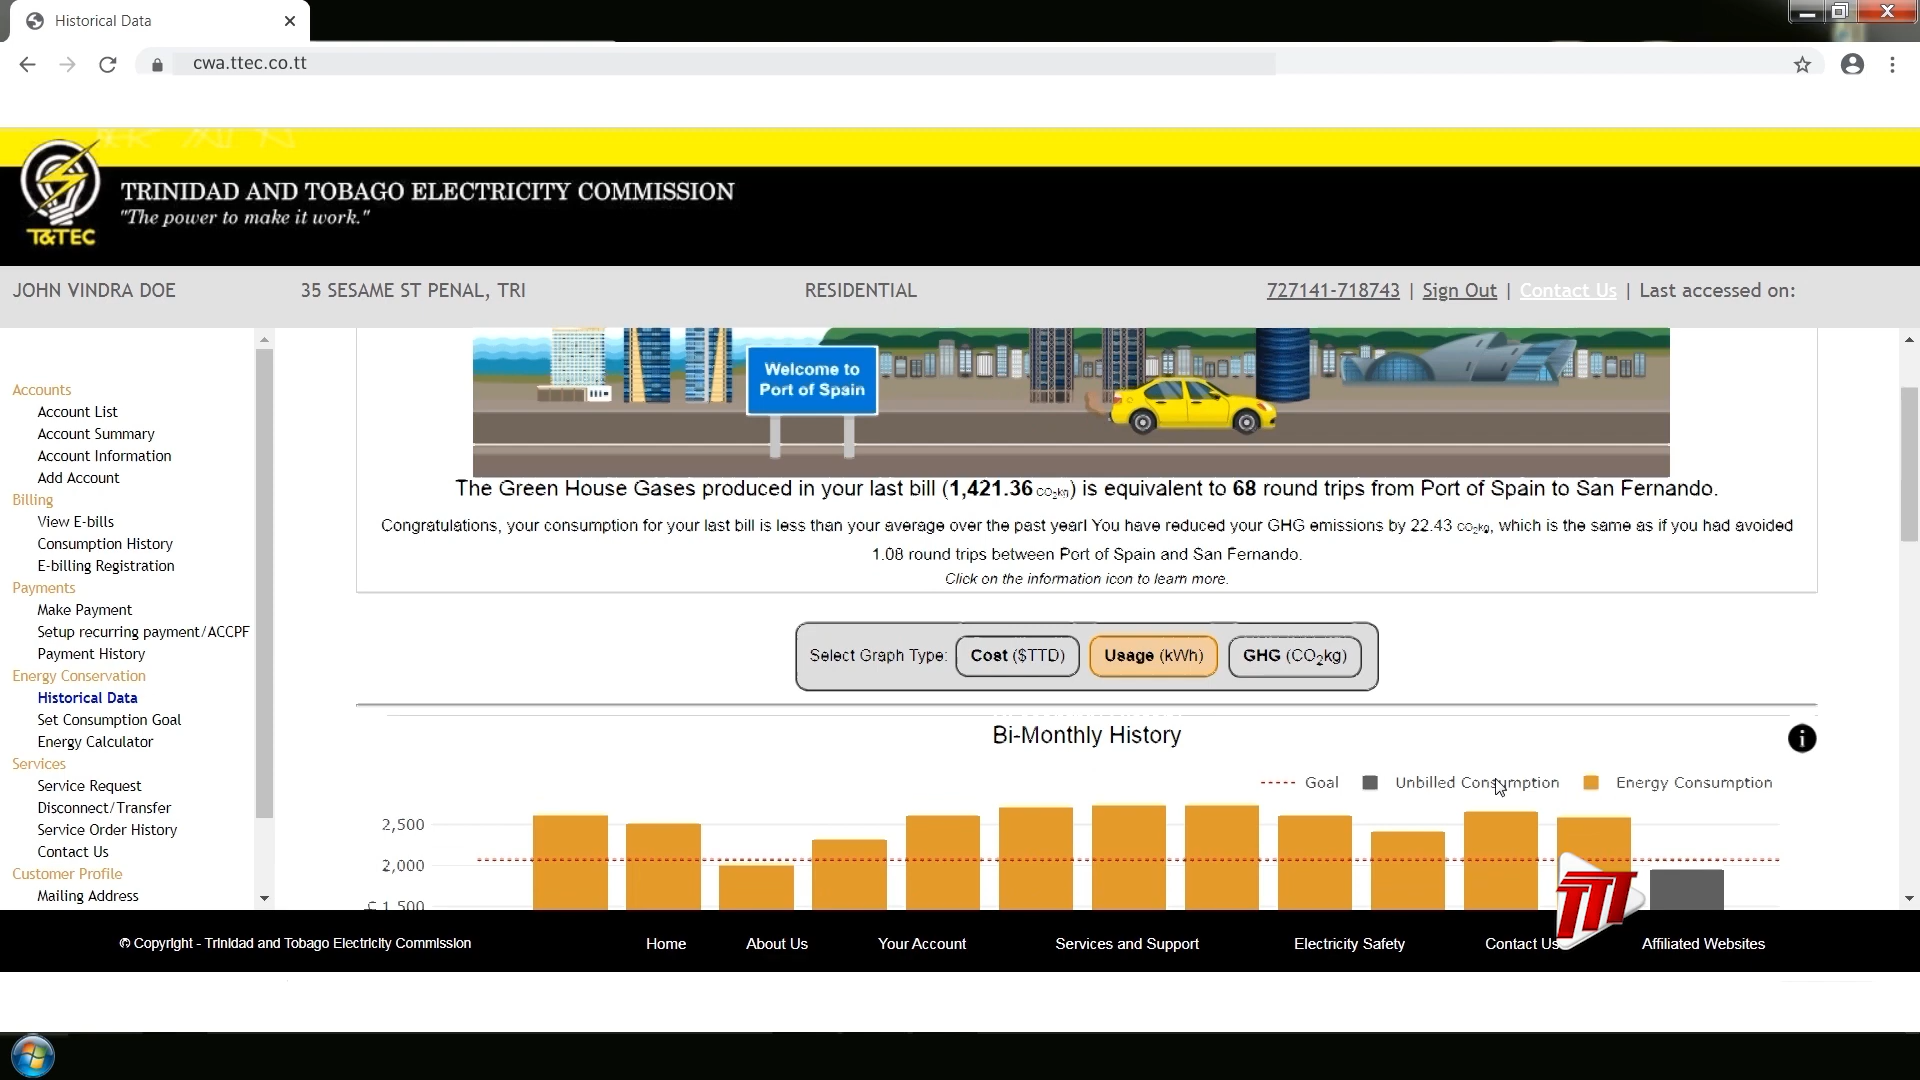 Historical Data
cwa.ttec.co.tt
TRINIDAD AND TOBAGO ELECTRICITY COMMISSION
"The power to make it work."
T&TEC
JOHN VINDRA DOE
35 SESAME ST PENAL, TRI
RESIDENTIAL
727141-718743 | Sign Out | Contact Us | Last accessed on:
Accounts
Account List
Account Summary
Account Information
Add Account
Billing
View E-bills
Consumption History
E-billing Registration
Payments
Make Payment
Setup recurring payment/ACCPF
Payment History
Energy Conservation
Historical Data
Set Consumption Goal
Energy Calculator
Services
Service Request
Disconnect/Transfer
Service Order History
Contact Us
Customer Profile
Mailing Address
Welcome to
Port of Spain
The Green House Gases produced in your last bill (1,421.36 CO₂kg) is equivalent to 68 round trips from Port of Spain to San Fernando.
Congratulations, your consumption for your last bill is less than your average over the past year! You have reduced your GHG emissions by 22.43 CO₂kg, which is the same as if you had avoided
1.08 round trips between Port of Spain and San Fernando.
Click on the information icon to learn more.
Select Graph Type: Cost ($TTD) Usage (kWh) GHG (CO₂kg)
Bi-Monthly History
i
Goal Unbilled Consumption Energy Consumption
2,500
2,000
1,500
TTT
© Copyright - Trinidad and Tobago Electricity Commission
Home
About Us
Your Account
Services and Support
Electricity Safety
Contact Us
Affiliated Websites